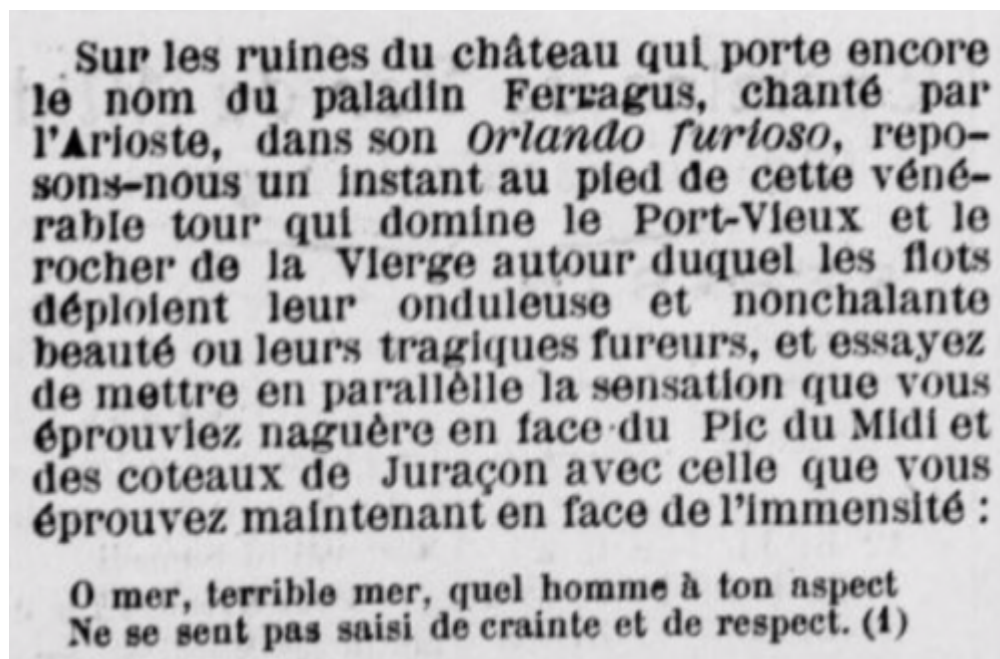 Sur les ruines du château qui porte encore
le nom du paladin Ferragus, chanté par
l'Arioste, dans son Orlando furioso, repo-
sons-nous un instant au pied de cette véné-
rable tour qui domine le Port-Vieux et le
rocher de la Vierge autour duquel les flots
déploient leur onduleuse et nonchalante
beauté ou leurs tragiques fureurs, et essayez
de mettre en parallèlle la sensation que vous
éprouviez naguère en face du Pic du Midi et
des coteaux de Juraçon avec celle que vous
éprouvez maintenant en face de l'immensité :
O mer, terrible mer, quel homme à ton aspect
Ne se sent pas saisi de crainte et de respect. (1)